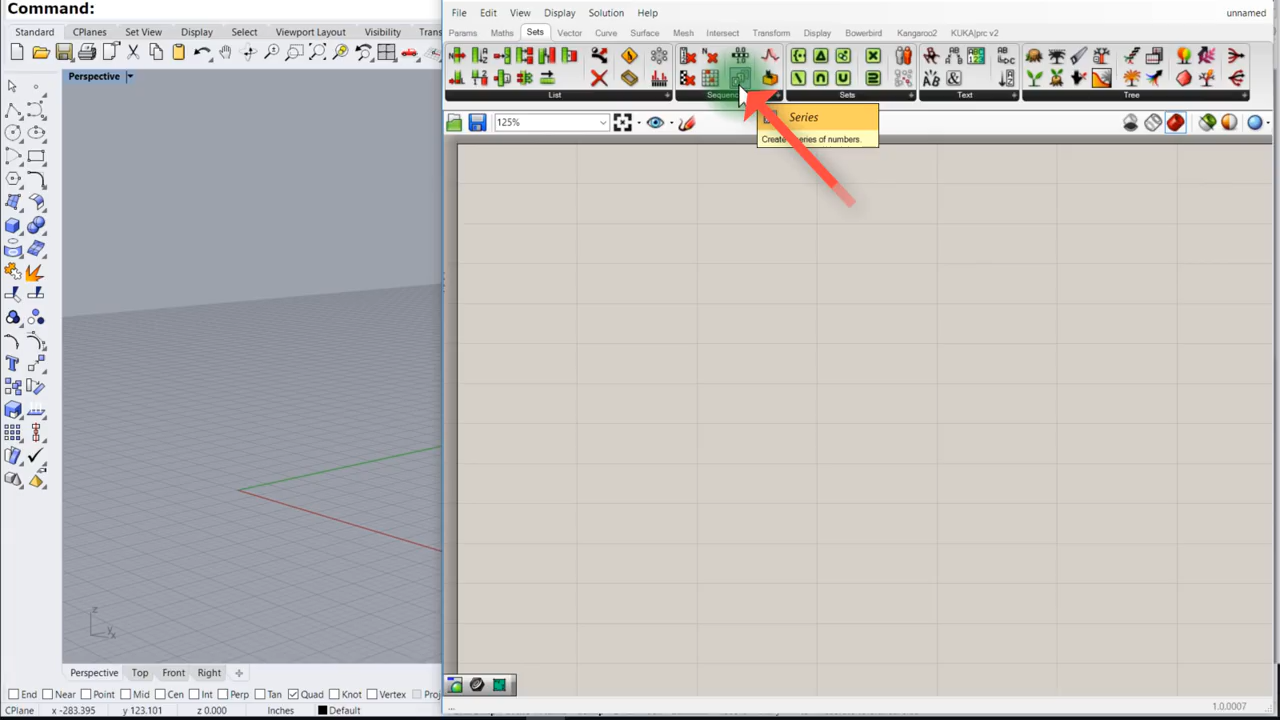 Command:
File Edit View Display Solution Help unnamed
Standard CPlanes Set View Display Select Viewport Layout Visibility Trans
Params Maths Sets Vector Curve Surface Mesh Intersect Transform Display Bowerbird Kangaroo2 KUKA|prc v2
List Sequence Sets Text Tree
Perspective
125%
Series
Create series of numbers.
z
y x
Perspective Top Front Right
End Near Point Mid Cen Int Perp Tan Quad Knot Vertex Proj
CPlane x -283.395 y 123.101 z 0.000 Inches Default
... 1.0.0007